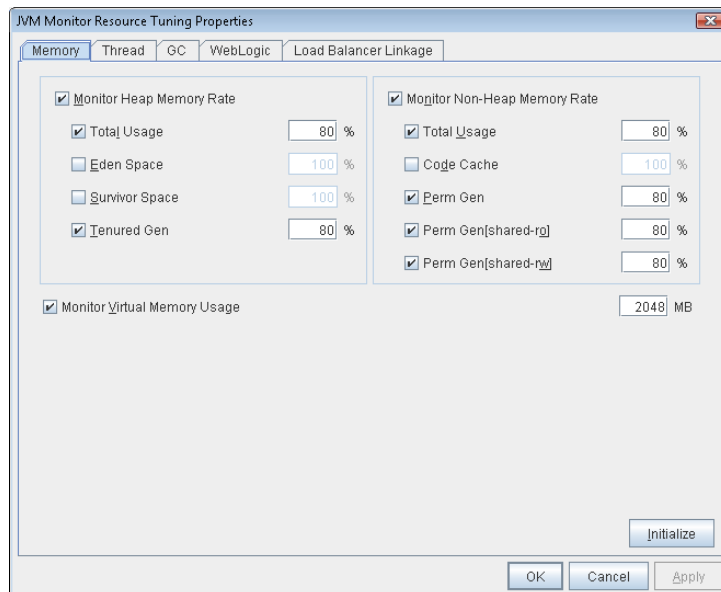 JVM Monitor Resource Tuning Properties
Memory Thread GC WebLogic Load Balancer Linkage
Monitor Heap Memory Rate
Total Usage 80 %
Eden Space 100 %
Survivor Space 100 %
Tenured Gen 80 %
Monitor Non-Heap Memory Rate
Total Usage 80 %
Code Cache 100 %
Perm Gen 80 %
Perm Gen[shared-ro] 80 %
Perm Gen[shared-rw] 80 %
Monitor Virtual Memory Usage 2048 MB
Initialize
OK Cancel Apply